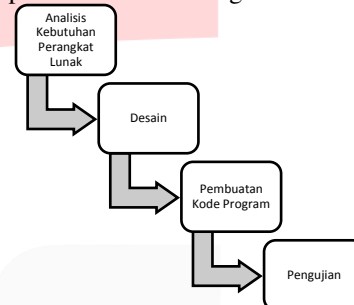 Analisis
Kebutuhan
Perangkat
Lunak
Desain
Pembuatan
Kode Program
Pengujian